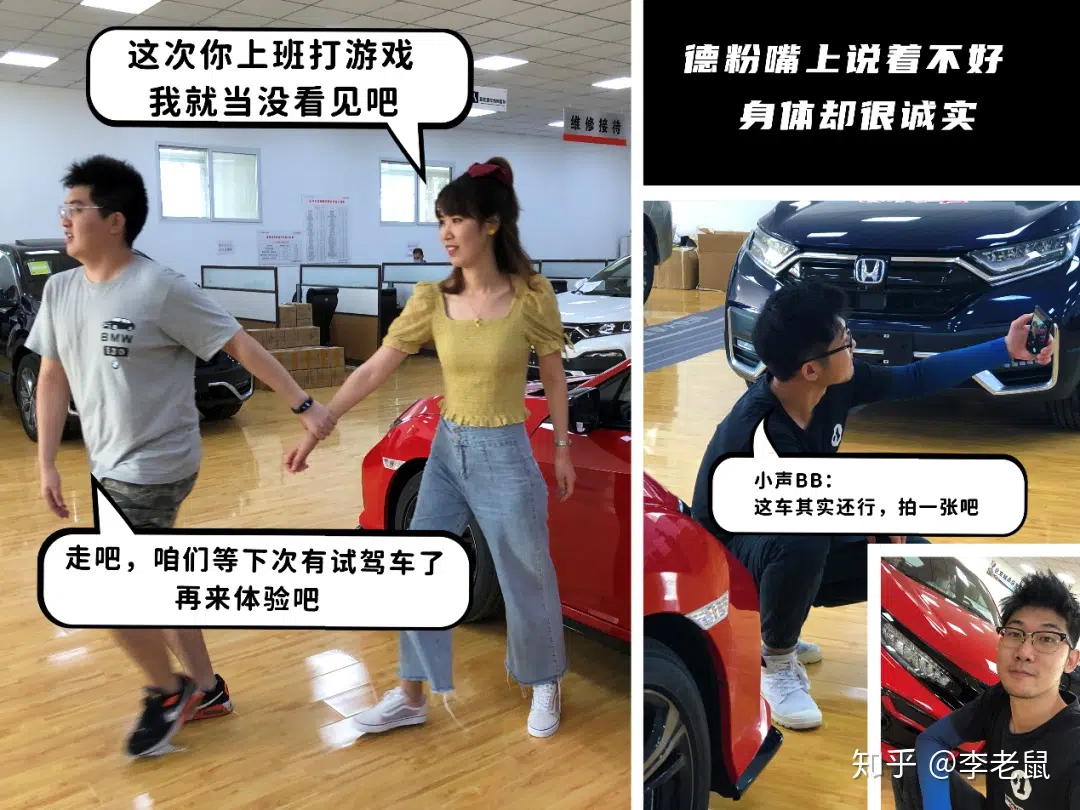 这次你上班打游戏
我就当没看见吧
维修接待
BMW
走吧，咱们等下次有试驾车了
再来体验吧
德粉嘴上说着不好
身体却很诚实
小声BB：
这车其实还行，拍一张吧
知乎 @李老鼠